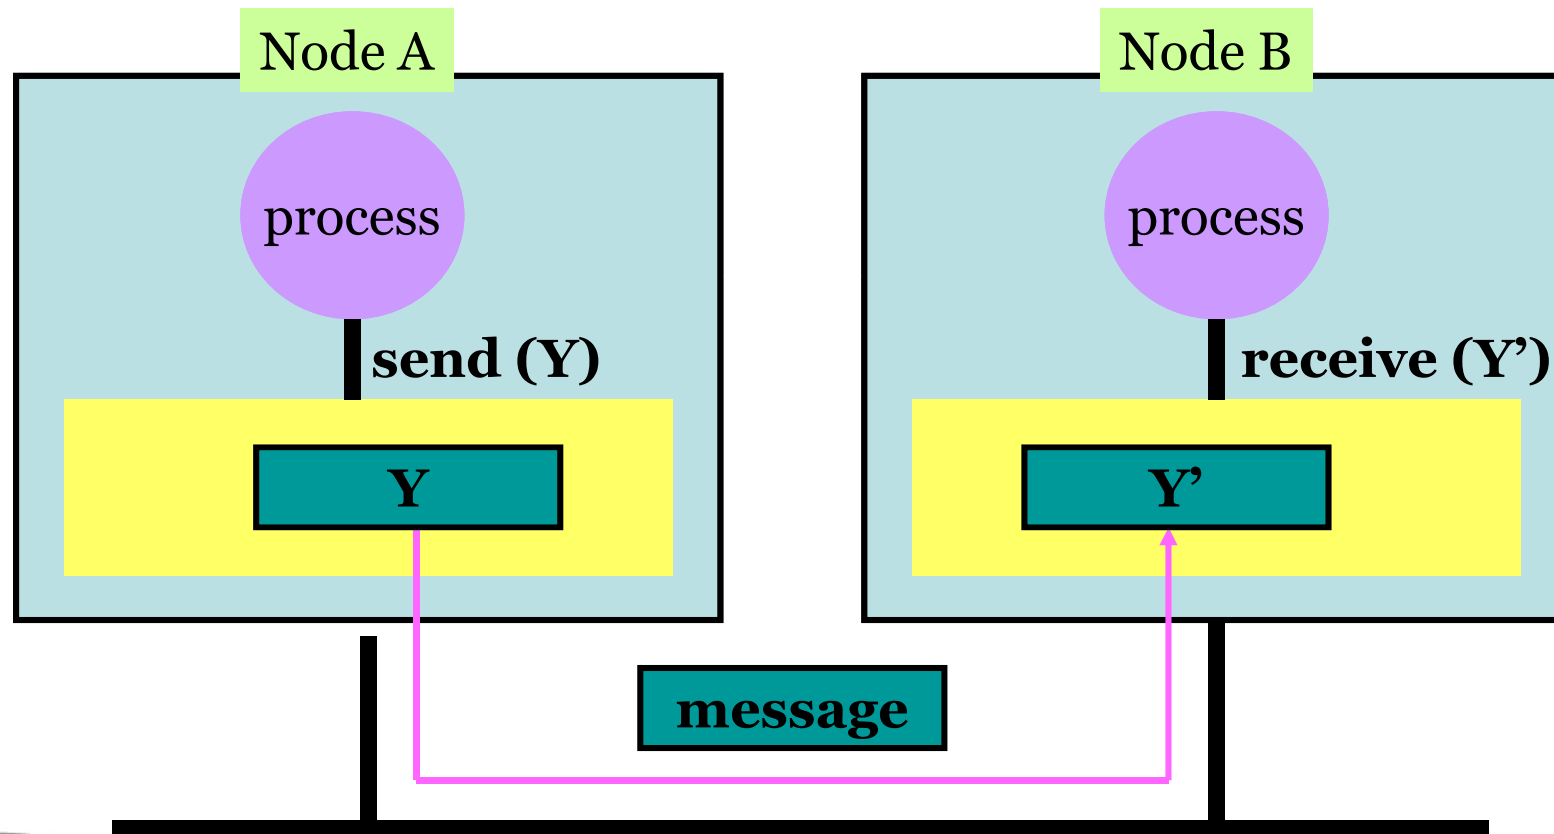 Node A
Node B
process
process
send (Y)
receive (Y’)
Y
Y’
message